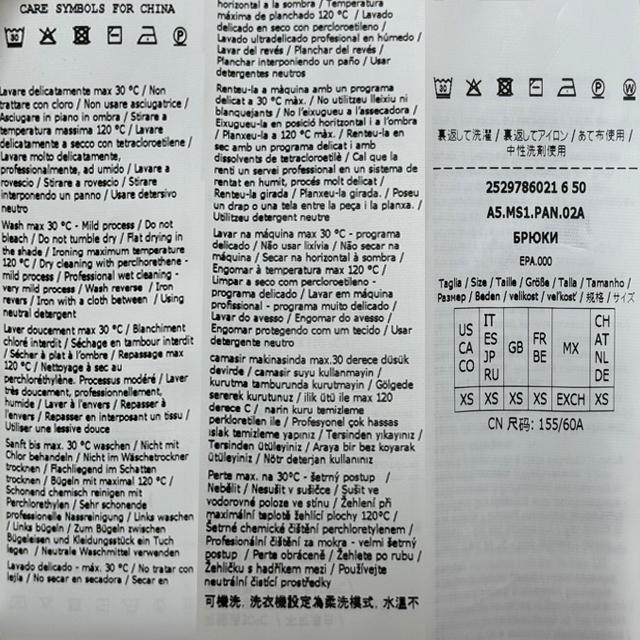 CARE SYMBOLS FOR CHINA
Lavare delicatamente max 30 °C / Non
trattare con cloro / Non usare asciugatrice /
Asciugare in piano in ombra / Stirare a
temperatura massima 120 °C / Lavare
delicatamente a secco con tetracloroetilene /
Lavare molto delicatamente,
professionalmente, ad umido / Lavare a
rovescio / Stirare a rovescio / Stirare
interponendo un panno / Usare detersivo
neutro
Wash max 30 °C - Mild process / Do not
bleach / Do not tumble dry / Flat drying in
the shade / Ironing maximum temperature
120 °C / Dry cleaning with perclhorethene -
mild process / Professional wet cleaning -
very mild process / Wash reverse / Iron
revers / Iron with a cloth between / Using
neutral detergent
Laver doucement max 30 °C / Blanchiment
chloré interdit / Séchage en tambour interdit
/ Sécher à plat à l'ombre / Repassage max
120 °C / Nettoyage à sec au
perchloréthylène. Processus modéré / Laver
très doucement, professionnellement,
humide / Laver à l'envers / Repasser à
l'envers / Repasser en interposant un tissu /
Utiliser une lessive douce
Sanft bis max. 30 °C waschen / Nicht mit
Chlor behandeln / Nicht im Wäschetrockner
trocknen / Flachliegend im Schatten
trocknen / Bügeln mit maximal 120 °C /
Schonend chemisch reinigen mit
Perchlorethylen / Sehr schonende
professionelle Nassreinigung / Links waschen
/ Links bügeln / Zum Bügeln zwischen
Bügeleisen und Kleidungsstück ein Tuch
legen / Neutrale Waschmittel verwenden
Lavado delicado - máx. 30 °C / No tratar con
lejía / No secar en secadora / Secar en
horizontal a la sombra / Temperatura
máxima de planchado 120 °C / Lavado
delicado en seco con percloroetileno /
Lavado ultradelicado profesional en húmedo /
Lavar del revés / Planchar del revés /
Planchar interponiendo un paño / Usar
detergentes neutros
Renteu-la a màquina amb un programa
delicat a 30 °C màx. / No utilitzeu lleixiu ni
blanquejants / No l'eixugueu a l'assecadora /
Eixugueu-la en posició horitzontal i a l'ombra
/ Planxeu-la a 120 °C màx. / Renteu-la en
sec amb un programa delicat i amb
dissolvents de tetracloroetilè / Cal que la
renti un servei professional en un sistema de
rentat en humit, procés molt delicat /
Renteu-la girada / Planxeu-la girada. / Poseu
un drap o una tela entre la peça i la planxa. /
Utilitzeu detergent neutre
Lavar na máquina max 30 °C - programa
delicado / Não usar lixívia / Não secar na
máquina / Secar na horizontal à sombra /
Engomar à temperatura max 120 °C /
Limpar a seco com percloroetileno -
programa delicado / Lavar em máquina
profissional - programa muito delicado /
Lavar do avesso / Engomar do avesso /
Engomar protegendo com um tecido / Usar
detergente neutro
camasir makinasinda max.30 derece düsük
devirde / camasir suyu kullanmayin /
kurutma tamburunda kurutmayin / Gölgede
sererek kurutunuz / ilik ütü ile max 120
derece C / narin kuru temizleme
perkloretilen ile / Profesyonel çok hassas
ıslak temizleme yapınız / Tersinden yıkayınız /
Tersinden ütüleyiniz / Araya bir bez koyarak
ütüleyiniz / Nötr deterjan kullanınız
Perte max. na 30°C - šetrný postup /
Nebělit / Nesušit v sušičce / Sušit ve
vodorovné poloze ve stínu / Žehlení při
maximální teplotě žehlící plochy 120°C /
Šetrné chemické čištění perchloretylenem /
Profesionální čištění za mokra - velmi šetrný
postup / Perte obráceně / Žehlete po rubu /
Žehličku s hadříkem mezi / Používejte
neutrální čisticí prostředky
可機洗, 洗衣機設定為柔洗模式, 水溫不
裏返して洗濯 / 裏返してアイロン / あて布使用 /
中性洗剤使用
2529786021 6 50
A5.MS1.PAN.02A
БРЮКИ
EPA.000
Taglia / Size / Taille / Größe / Talla / Tamanho /
Размер / Beden / velikost / veľkosť / 规格 / サイズ
US CA CO IT ES JP RU GB FR BE MX CH AT NL DE
XS XS XS XS EXCH XS
CN 尺码: 155/60A